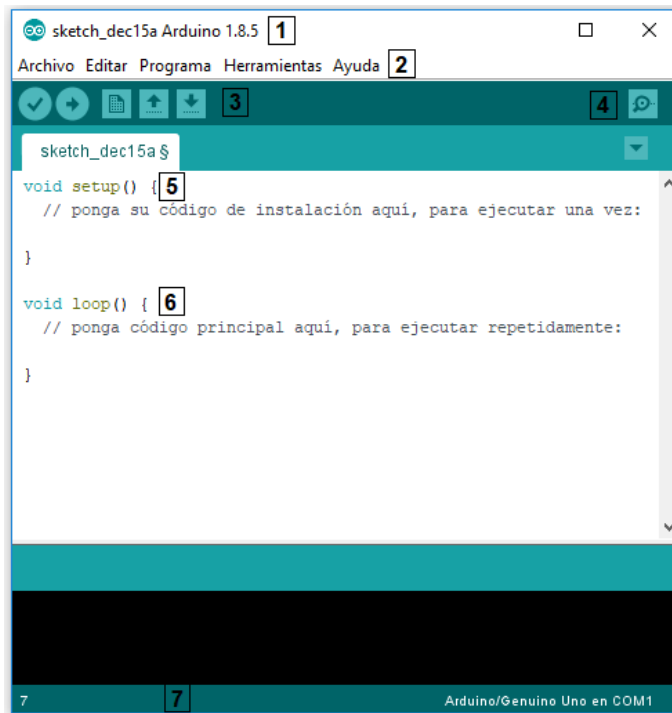 sketch_dec15a Arduino 1.8.5 1
Archivo Editar Programa Herramientas Ayuda 2
3 4
sketch_dec15a §
void setup() { 5
// ponga su código de instalación aquí, para ejecutar una vez:
}
void loop() { 6
// ponga código principal aquí, para ejecutar repetidamente:
}
7 7 Arduino/Genuino Uno en COM1